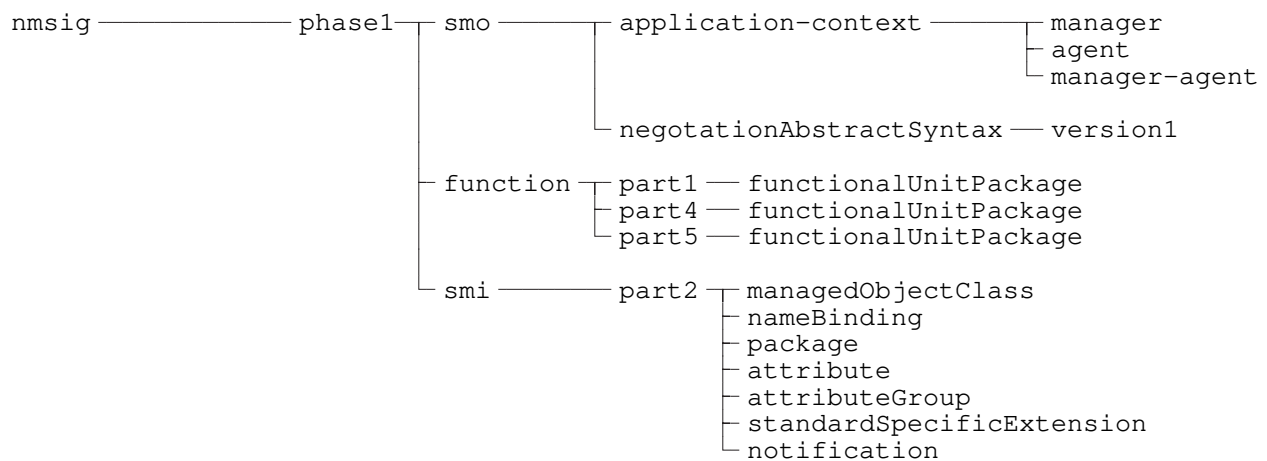 nmsig phase1 smo application-context manager
agent
manager-agent
negotationAbstractSyntax version1
function part1 functionalUnitPackage
part4 functionalUnitPackage
part5 functionalUnitPackage
smi part2 managedObjectClass
nameBinding
package
attribute
attributeGroup
standardSpecificExtension
notification